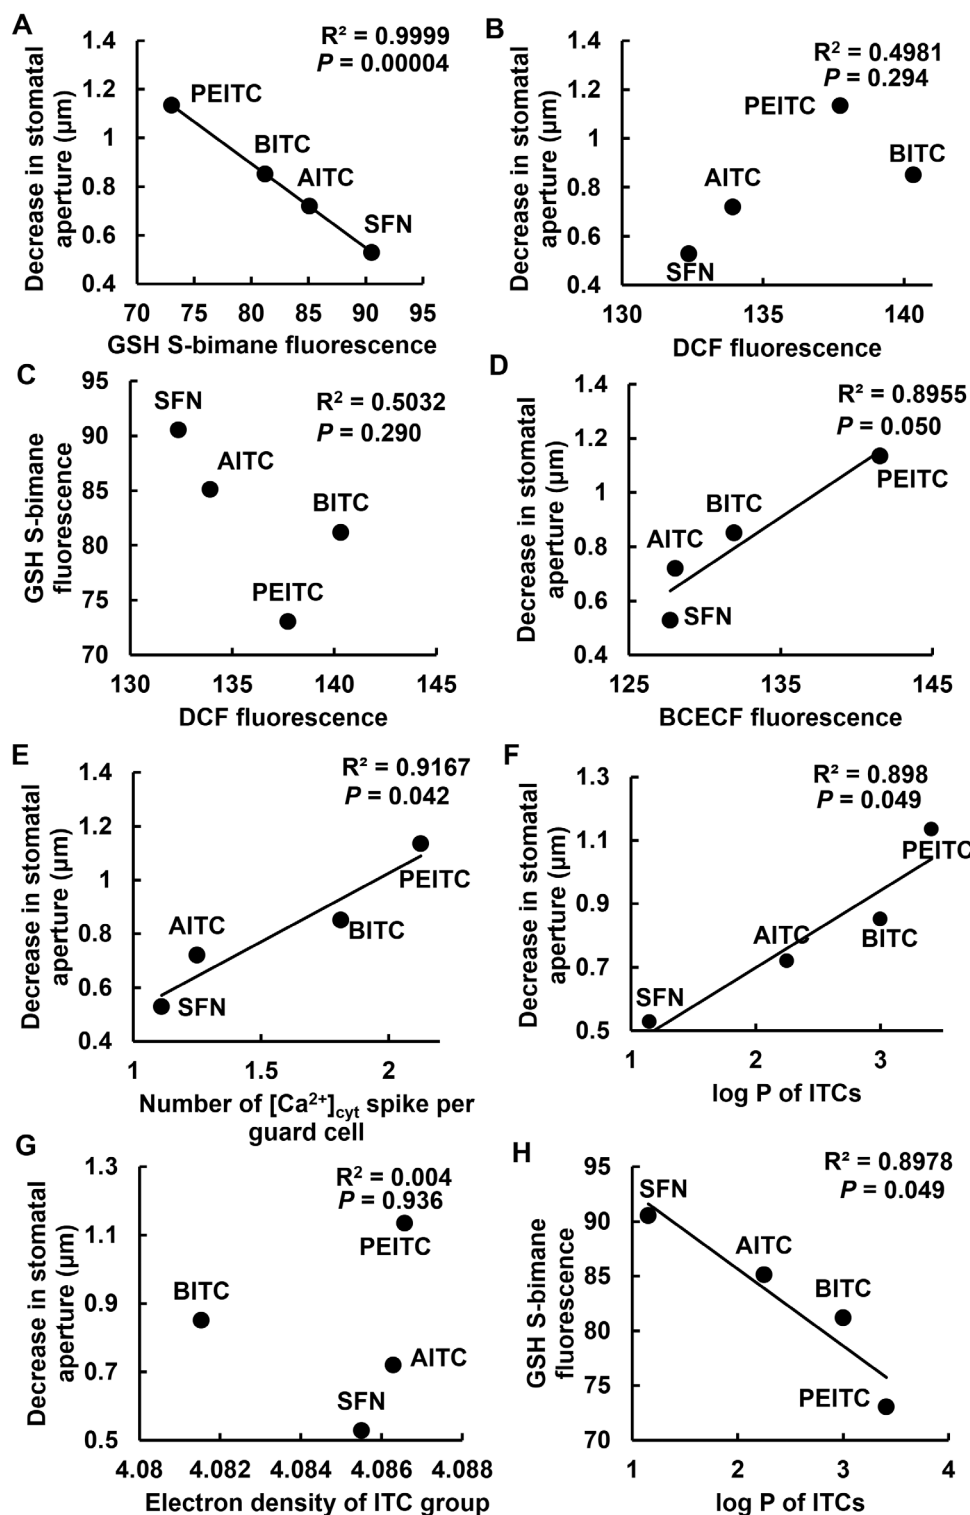 A
R² = 0.9999
P = 0.00004
Decrease in stomatal
aperture (µm)
1.4
1.2
1
0.8
0.6
0.4
PEITC
BITC
AITC
SFN
70 75 80 85 90 95
GSH S-bimane fluorescence
B
R² = 0.4981
P = 0.294
Decrease in stomatal
aperture (µm)
1.4
1.2
1
0.8
0.6
0.4
PEITC
BITC
AITC
SFN
130 135 140
DCF fluorescence
C
R² = 0.5032
P = 0.290
GSH S-bimane
fluorescence
95
90
85
80
75
70
SFN
AITC
BITC
PEITC
130 135 140 145
DCF fluorescence
D
R² = 0.8955
P = 0.050
Decrease in stomatal
aperture (µm)
1.4
1.2
1
0.8
0.6
0.4
PEITC
BITC
AITC
SFN
125 135 145
BCECF fluorescence
E
R² = 0.9167
P = 0.042
Decrease in stomatal
aperture (µm)
1.4
1.2
1
0.8
0.6
0.4
PEITC
BITC
AITC
SFN
1 1.5 2
Number of [Ca²⁺]cyt spike per
guard cell
F
R² = 0.898
P = 0.049
Decrease in stomatal
aperture (µm)
1.3
1.1
0.9
0.7
0.5
PEITC
BITC
AITC
SFN
1 2 3
log P of ITCs
G
R² = 0.004
P = 0.936
Decrease in stomatal
aperture (µm)
1.3
1.1
0.9
0.7
0.5
PEITC
BITC
AITC
SFN
4.08 4.082 4.084 4.086 4.088
Electron density of ITC group
H
R² = 0.8978
P = 0.049
GSH S-bimane
fluorescence
95
90
85
80
75
70
SFN
AITC
BITC
PEITC
1 2 3 4
log P of ITCs